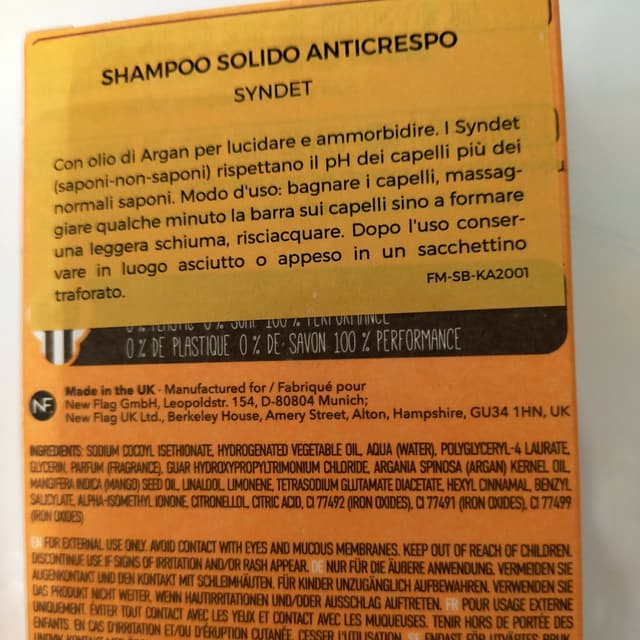 SHAMPOO SOLIDO ANTICRESPO
SYNDET
Con olio di Argan per lucidare e ammorbidire. I Syndet
(saponi-non-saponi) rispettano il pH dei capelli più dei
normali saponi. Modo d'uso: bagnare i capelli, massag-
giare qualche minuto la barra sui capelli sino a formare
una leggera schiuma, risciacquare. Dopo l'uso conser-
vare in luogo asciutto o appeso in un sacchettino
traforato.
FM-SB-KA2001
0 % DE PLASTIQUE 0 % DE SAVON 100 % PERFORMANCE
NF
Made in the UK · Manufactured for / Fabriqué pour
New Flag GmbH, Leopoldstr. 154, D-80804 Munich;
New Flag UK Ltd., Berkeley House, Amery Street, Alton, Hampshire, GU34 1HN, UK
INGREDIENTS: SODIUM COCOYL ISETHIONATE, HYDROGENATED VEGETABLE OIL, AQUA (WATER), POLYGLYCERYL-4 LAURATE,
GLYCERIN, PARFUM (FRAGRANCE), GUAR HYDROXYPROPYLTRIMONIUM CHLORIDE, ARGANIA SPINOSA (ARGAN) KERNEL OIL,
MANGIFERA INDICA (MANGO) SEED OIL, LINALOOL, LIMONENE, TETRASODIUM GLUTAMATE DIACETATE, HEXYL CINNAMAL, BENZYL
SALICYLATE, ALPHA-ISOMETHYL IONONE, CITRONELLOL, CITRIC ACID, CI 77492 (IRON OXIDES), CI 77491 (IRON OXIDES), CI 77499
(IRON OXIDES)
EN FOR EXTERNAL USE ONLY. AVOID CONTACT WITH EYES AND MUCOUS MEMBRANES. KEEP OUT OF REACH OF CHILDREN.
DISCONTINUE USE IF SIGNS OF IRRITATION AND/OR RASH APPEAR. DE NUR FÜR DIE ÄUßERE ANWENDUNG. VERMEIDEN SIE
AUGENKONTAKT UND DEN KONTAKT MIT SCHLEIMHÄUTEN. FÜR KINDER UNZUGÄNGLICH AUFBEWAHREN. VERWENDEN SIE
DAS PRODUKT NICHT WEITER, WENN HAUTIRRITATIONEN UND/ODER AUSSCHLAG AUFTRETEN. FR POUR USAGE EXTERNE
UNIQUEMENT. ÉVITER TOUT CONTACT AVEC LES YEUX ET CONTACT AVEC LES MUQUEUSES. TENIR HORS DE PORTÉE DES
ENFANTS. EN CAS D'IRRITATION ET/OU D'ÉRUPTION CUTANÉE, CESSER L'UTILISATION.